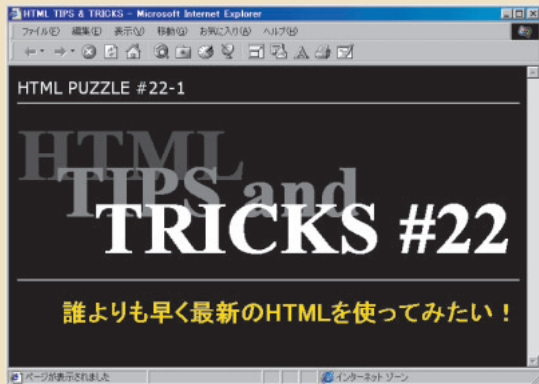 HTML TIPS & TRICKS - Microsoft Internet Explorer
ファイル(F) 編集(E) 表示(V) 移動(G) お気に入り(A) ヘルプ(H)
HTML PUZZLE #22-1
HTML
TIPS and
TRICKS #22
誰よりも早く最新のHTMLを使ってみたい！
ページが表示されました
インターネット ゾーン